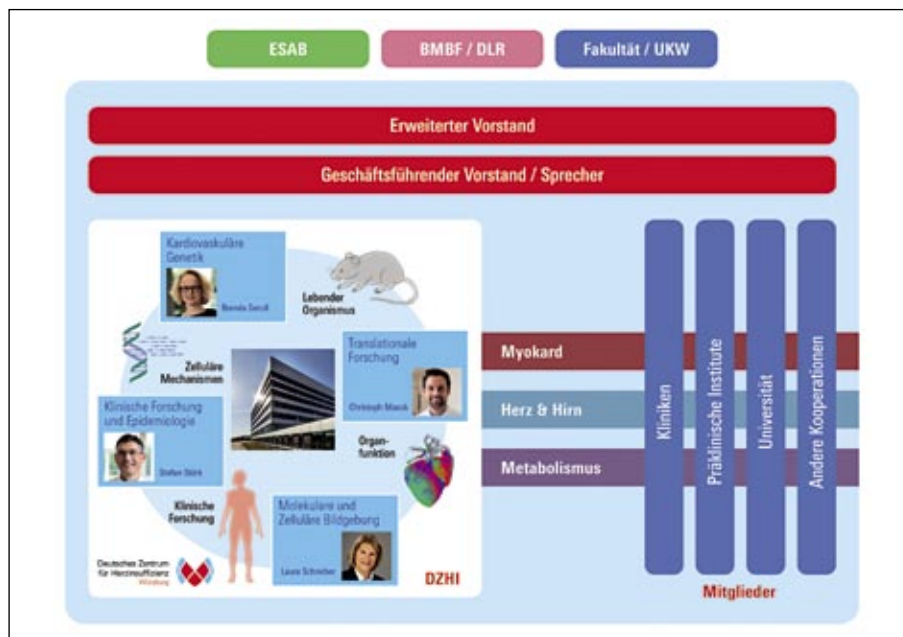 ESAB
BMBF / DLR
Fakultät / UKW
Erweiterter Vorstand
Geschäftsführender Vorstand / Sprecher
Kardiovaskuläre
Genetik
Brenda Gerull
Lebender
Organismus
Zelluläre
Mechanismen
Translationale
Forschung
Christoph Maack
Klinische Forschung
und Epidemiologie
Stefan Störk
Organ-
funktion
Klinische
Forschung
Molekulare und
Zelluläre Bildgebung
Laura Schreiber
Deutsches Zentrum
für Herzinsuffizienz
Würzburg
DZHI
Myokard
Herz & Hirn
Metabolismus
Kliniken
Präklinische Institute
Universität
Andere Kooperationen
Mitglieder